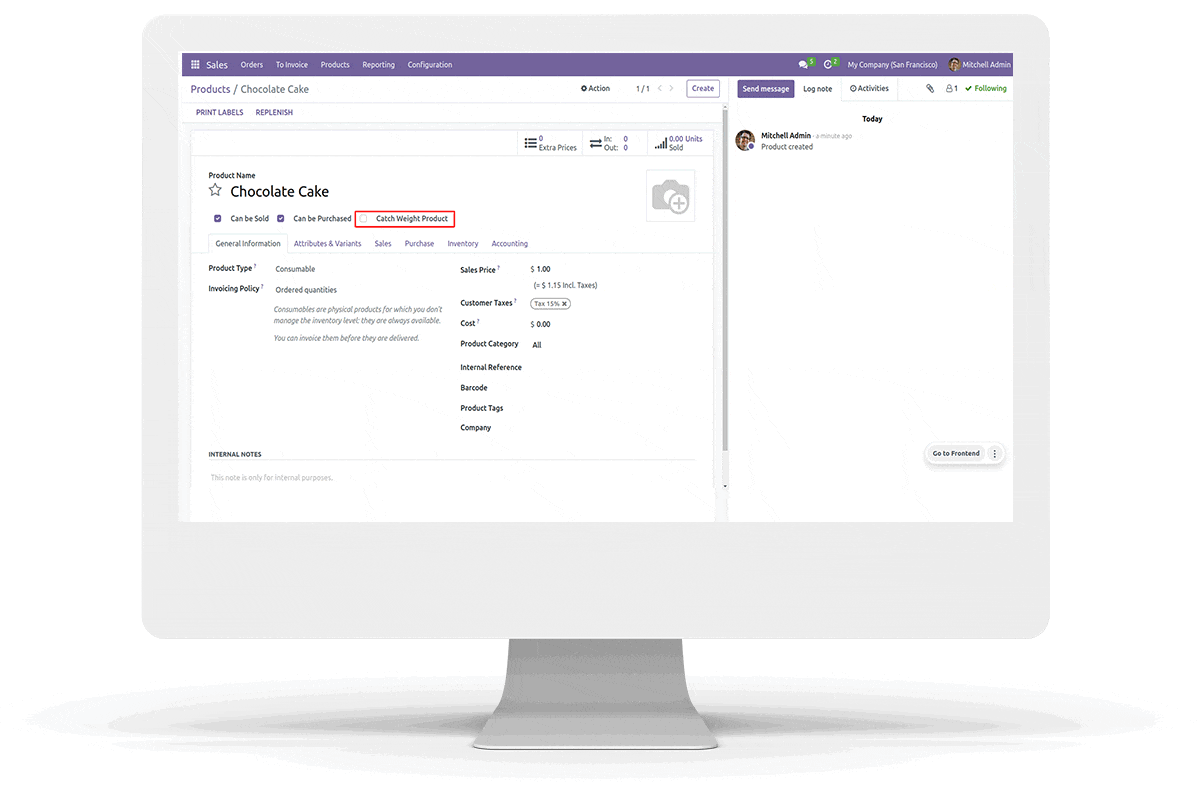 Sales Orders To Invoice Products Reporting Configuration 5 2 My Company (San Francisco) Mitchell Admin
Products / Chocolate Cake Action 1 / 1 Create
PRINT LABELS REPLENISH
0 Extra Prices
In: 0
Out: 0
0.00 Units
Sold
Product Name
Chocolate Cake
Can be Sold Can be Purchased Catch Weight Product
General Information Attributes & Variants Sales Purchase Inventory Accounting
Product Type ? Consumable
Invoicing Policy ? Ordered quantities
Consumables are physical products for which you don't
manage the inventory level: they are always available.
You can invoice them before they are delivered.
Sales Price ? $ 1.00
(= $ 1.15 Incl. Taxes)
Customer Taxes ? Tax 15% ✖
Cost ? $ 0.00
Product Category All
Internal Reference
Barcode
Product Tags
Company
INTERNAL NOTES
This note is only for internal purposes.
Send message Log note Activities 1 Following
Today
Mitchell Admin - a minute ago
Product created
Go to Frontend